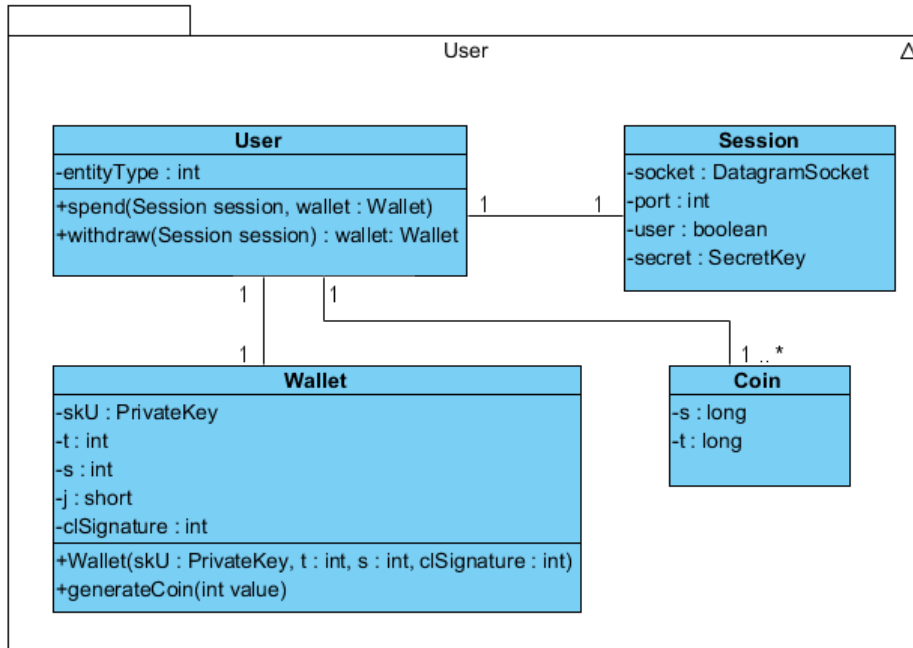 User
User
-entityType : int
+spend(Session session, wallet : Wallet)
+withdraw(Session session) : wallet: Wallet
Session
-socket : DatagramSocket
-port : int
-user : boolean
-secret : SecretKey
1
1
1
1
1
1 .. *
Wallet
-skU : PrivateKey
-t : int
-s : int
-j : short
-clSignature : int
+Wallet(skU : PrivateKey, t : int, s : int, clSignature : int)
+generateCoin(int value)
Coin
-s : long
-t : long